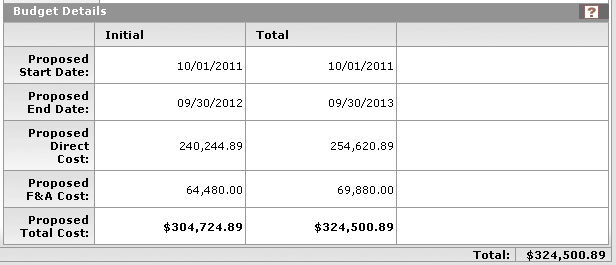 Budget Details ?
Initial Total
Proposed
Start Date: 10/01/2011 10/01/2011
Proposed
End Date: 09/30/2012 09/30/2013
Proposed
Direct
Cost: 240,244.89 254,620.89
Proposed
F&A Cost: 64,480.00 69,880.00
Proposed
Total Cost: $304,724.89 $324,500.89
Total: $324,500.89